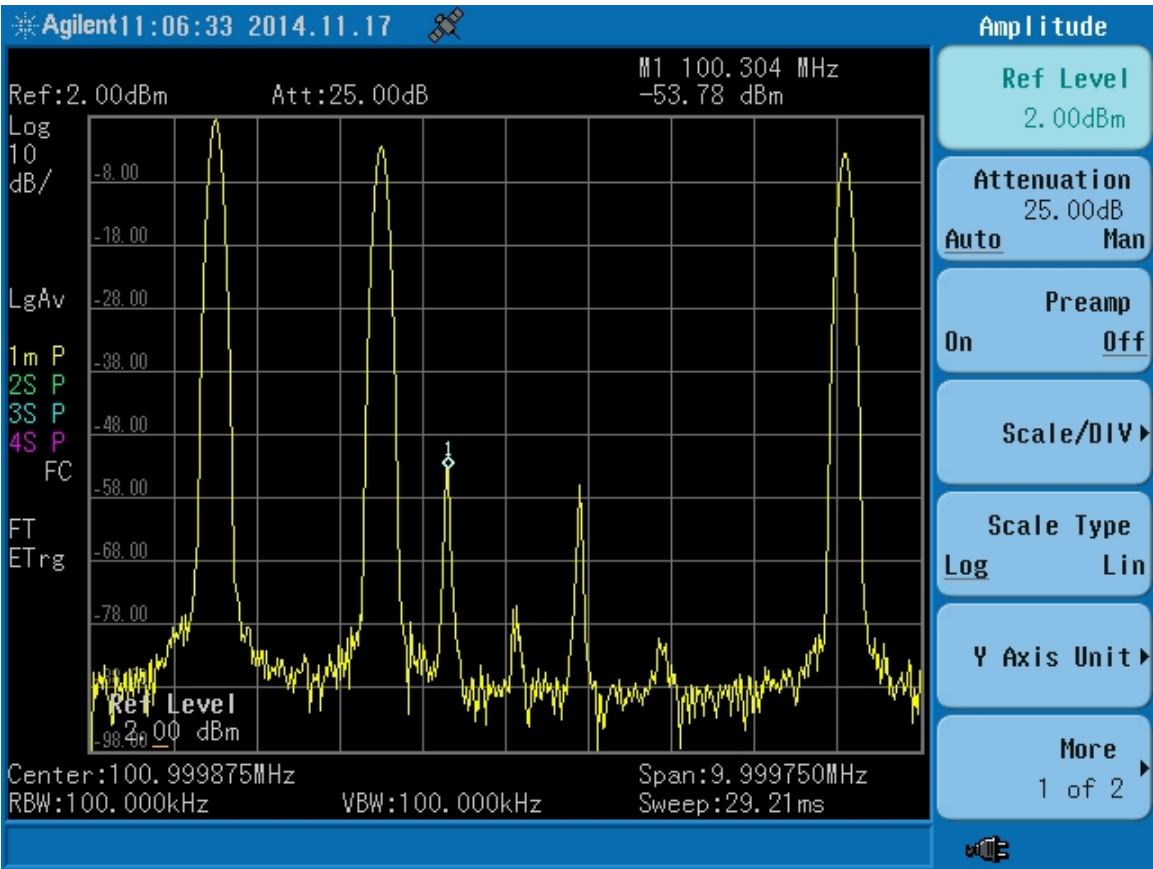 Agilent 11:06:33 2014.11.17
Amplitude
M1 100.304 MHz
Ref:2.00dBm Att:25.00dB -53.78 dBm
Log
10
dB/
LgAv
1m P
2S P
3S P
4S P
FC
FT
ETrg
-8.00
-18.00
-28.00
-38.00
-48.00
1
-58.00
-68.00
-78.00
Ref Level
2.00 dBm
-98.00
Center:100.999875MHz Span:9.999750MHz
RBW:100.000kHz VBW:100.000kHz Sweep:29.21ms
Ref Level
2.00dBm
Attenuation
25.00dB
Auto Man
Preamp
On Off
Scale/DIV
Scale Type
Log Lin
Y Axis Unit
More
1 of 2